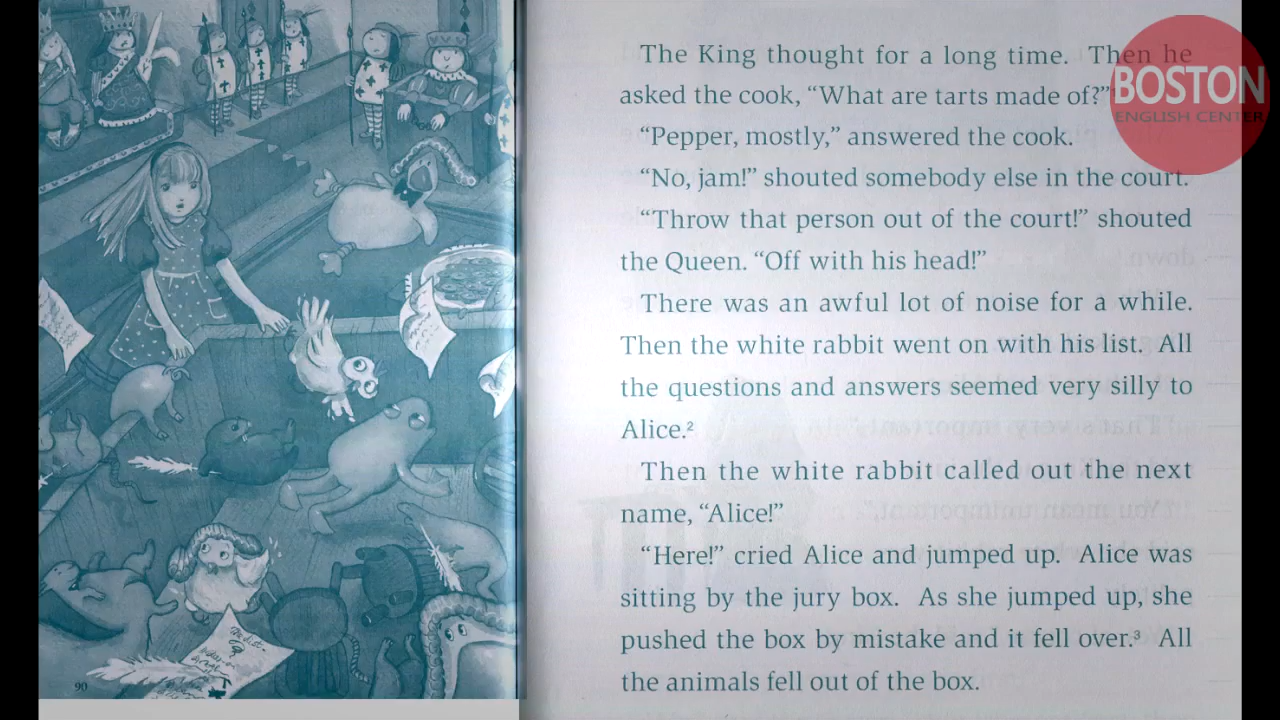 The King thought for a long time. Then he
asked the cook, “What are tarts made of?”
“Pepper, mostly,” answered the cook.
“No, jam!” shouted somebody else in the court.
“Throw that person out of the court!” shouted
the Queen. “Off with his head!”
There was an awful lot of noise for a while.
Then the white rabbit went on with his list. All
the questions and answers seemed very silly to
Alice.²
Then the white rabbit called out the next
name, “Alice!”
“Here!” cried Alice and jumped up. Alice was
sitting by the jury box. As she jumped up, she
pushed the box by mistake and it fell over.³ All
the animals fell out of the box.
90
BOSTON
ENGLISH CENTER